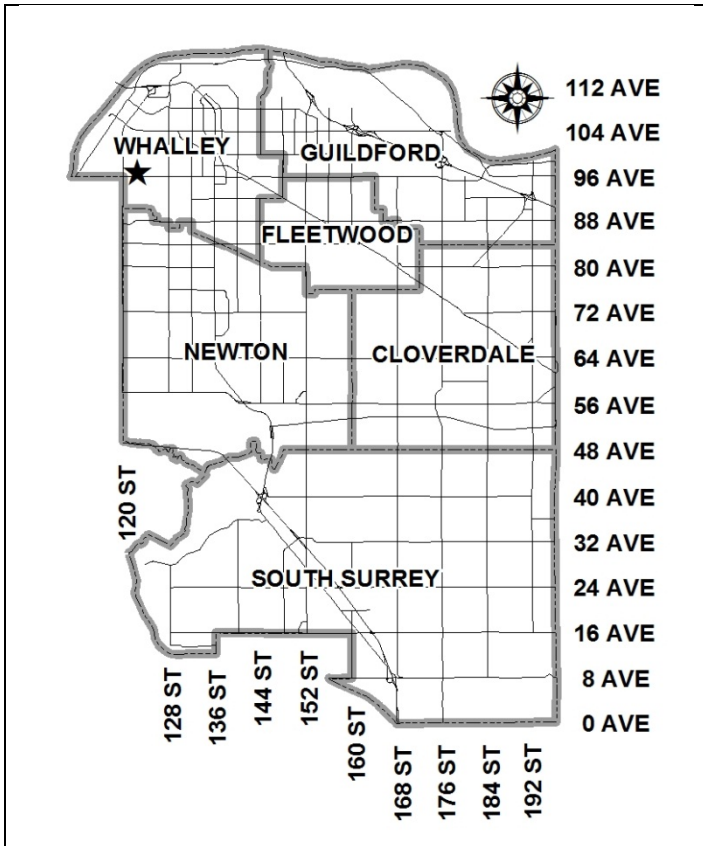 112 AVE
104 AVE
WHALLEY
GUILDFORD
96 AVE
88 AVE
FLEETWOOD
80 AVE
72 AVE
NEWTON
CLOVERDALE
64 AVE
56 AVE
48 AVE
120 ST
40 AVE
32 AVE
SOUTH SURREY
24 AVE
16 AVE
8 AVE
0 AVE
128 ST
136 ST
144 ST
152 ST
160 ST
168 ST
176 ST
184 ST
192 ST